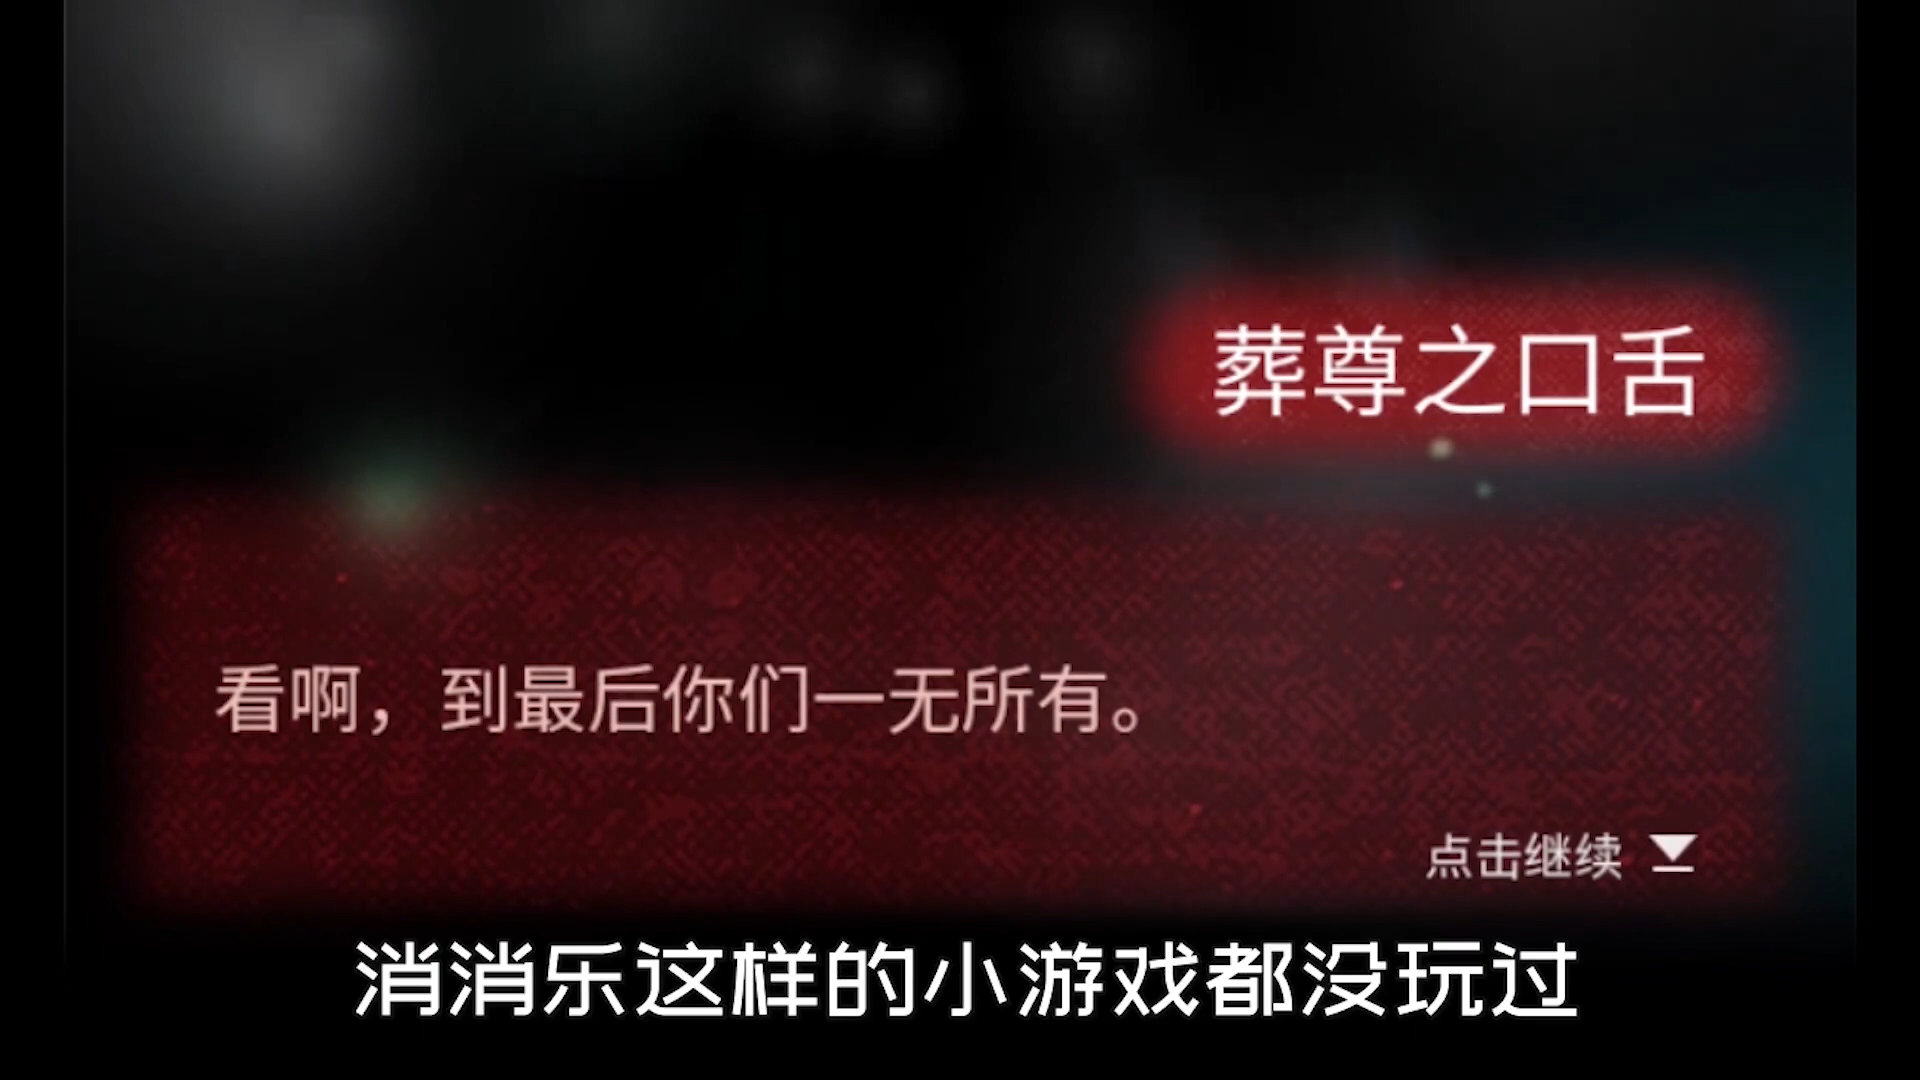 葬尊之口舌
看啊，到最后你们一无所有。
点击继续
消消乐这样的小游戏都没玩过